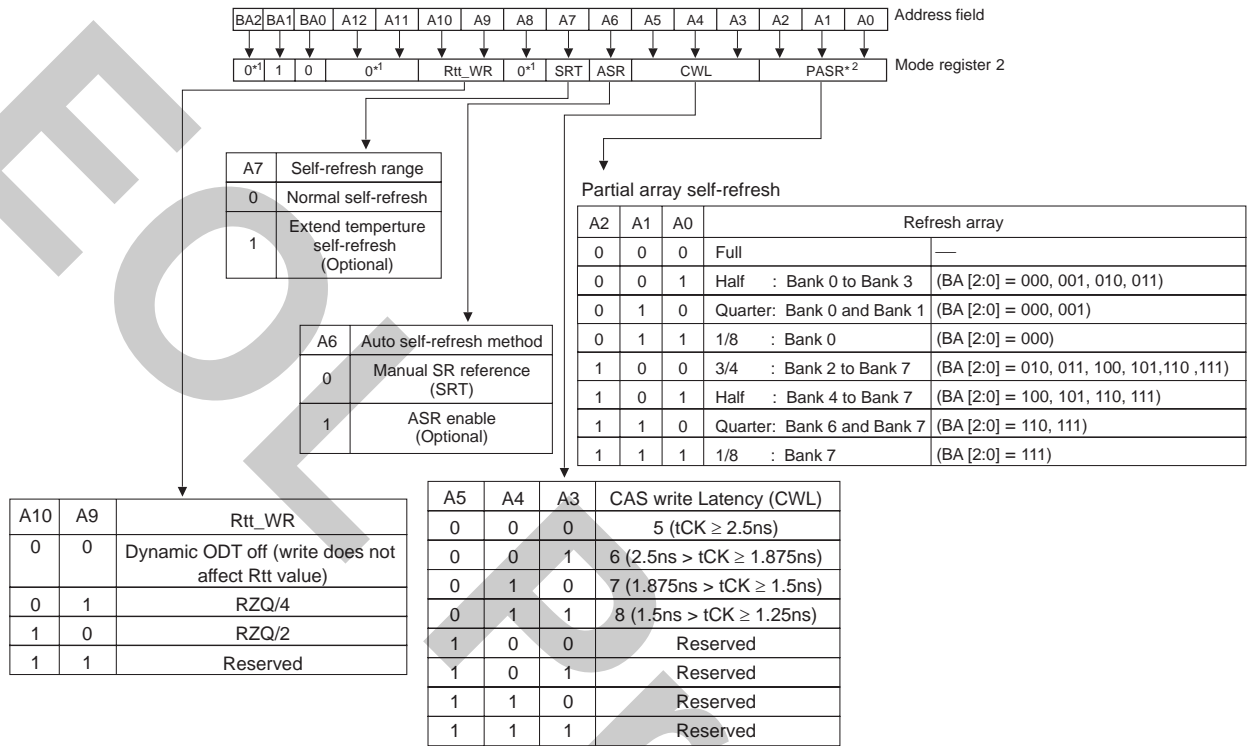 BA2 BA1 BA0 A12 A11 A10 A9 A8 A7 A6 A5 A4 A3 A2 A1 A0 Address field
0*1 1 0 0*1 Rtt_WR 0*1 SRT ASR CWL PASR*2 Mode register 2
A7 Self-refresh range
0 Normal self-refresh
1 Extend temperture
self-refresh
(Optional)
Partial array self-refresh
A2 A1 A0 Refresh array
0 0 0 Full —
0 0 1 Half : Bank 0 to Bank 3 (BA [2:0] = 000, 001, 010, 011)
0 1 0 Quarter: Bank 0 and Bank 1 (BA [2:0] = 000, 001)
0 1 1 1/8 : Bank 0 (BA [2:0] = 000)
1 0 0 3/4 : Bank 2 to Bank 7 (BA [2:0] = 010, 011, 100, 101,110 ,111)
1 0 1 Half : Bank 4 to Bank 7 (BA [2:0] = 100, 101, 110, 111)
1 1 0 Quarter: Bank 6 and Bank 7 (BA [2:0] = 110, 111)
1 1 1 1/8 : Bank 7 (BA [2:0] = 111)
A6 Auto self-refresh method
0 Manual SR reference
(SRT)
1 ASR enable
(Optional)
A10 A9 Rtt_WR
0 0 Dynamic ODT off (write does not
affect Rtt value)
0 1 RZQ/4
1 0 RZQ/2
1 1 Reserved
A5 A4 A3 CAS write Latency (CWL)
0 0 0 5 (tCK ≥ 2.5ns)
0 0 1 6 (2.5ns > tCK ≥ 1.875ns)
0 1 0 7 (1.875ns > tCK ≥ 1.5ns)
0 1 1 8 (1.5ns > tCK ≥ 1.25ns)
1 0 0 Reserved
1 0 1 Reserved
1 1 0 Reserved
1 1 1 Reserved
EOL Pr